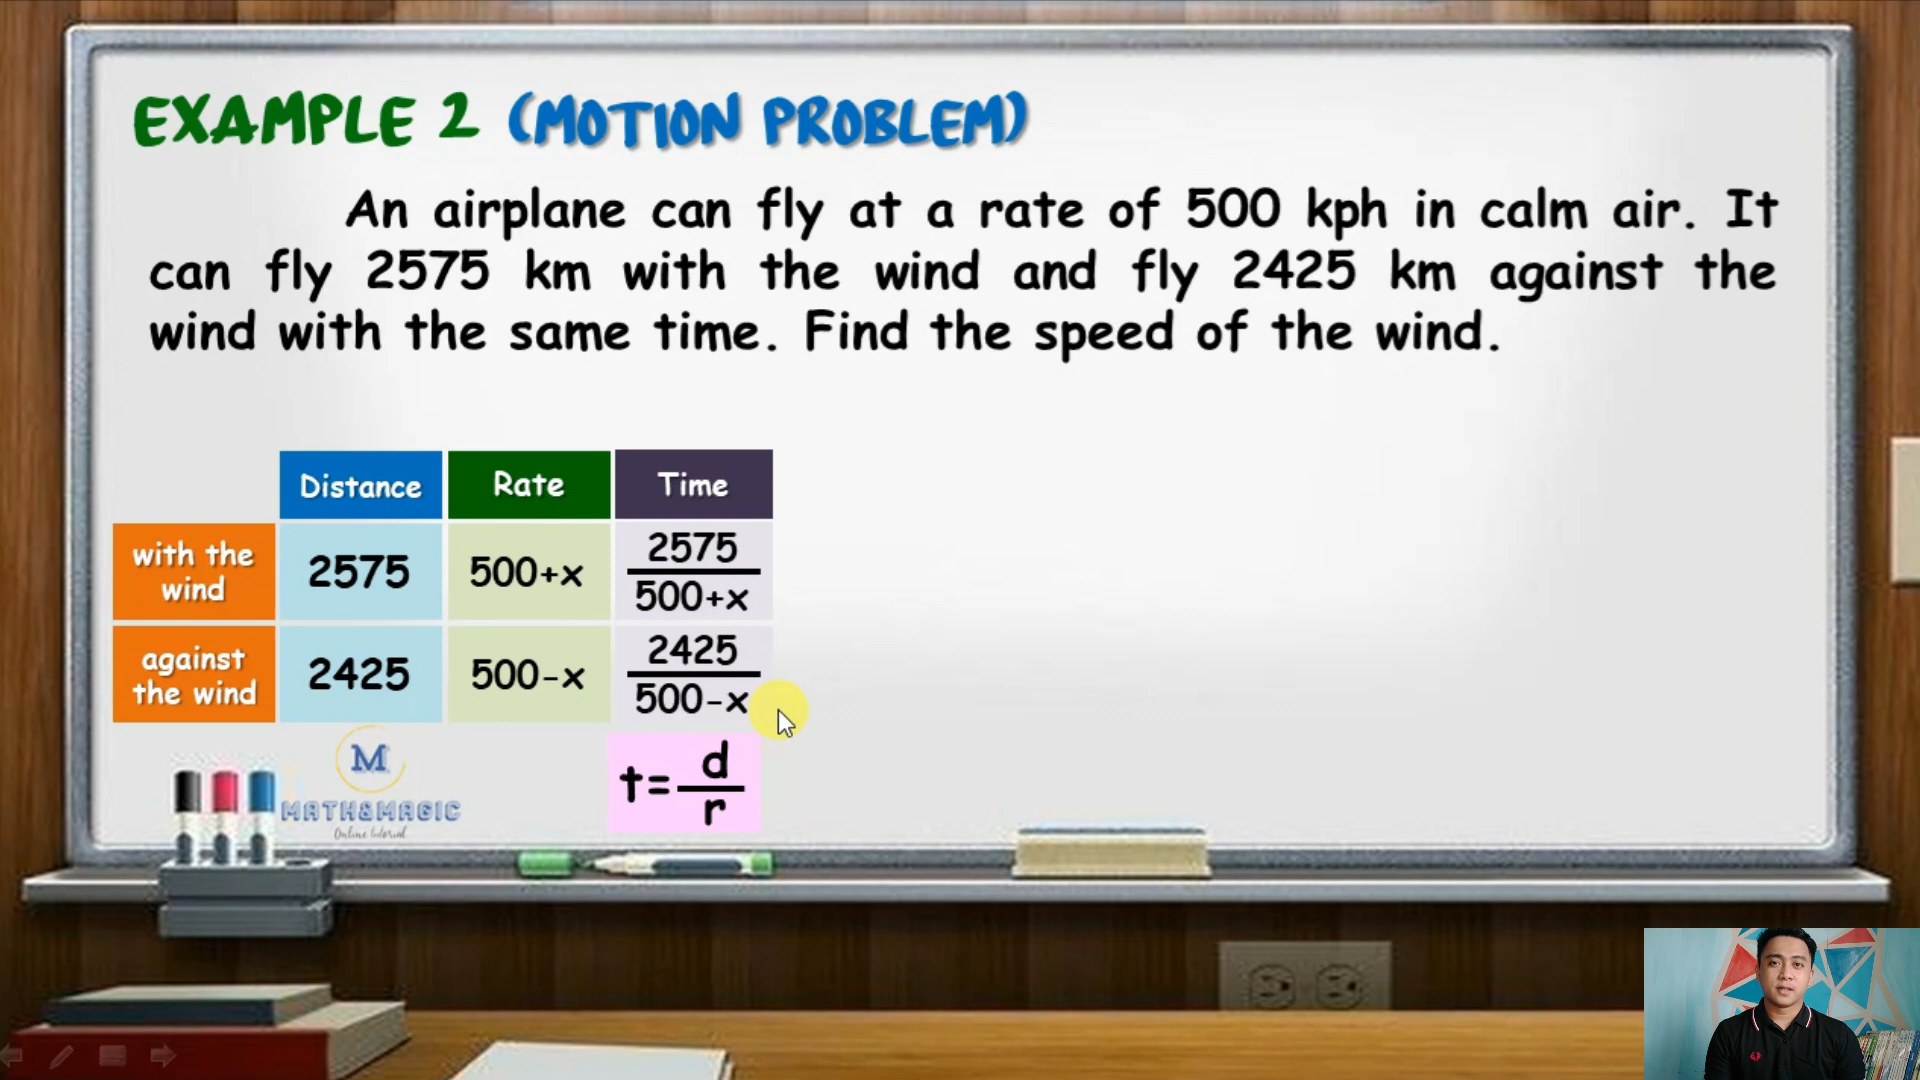 EXAMPLE 2 (MOTION PROBLEM)
An airplane can fly at a rate of 500 kph in calm air. It
can fly 2575 km with the wind and fly 2425 km against the
wind with the same time. Find the speed of the wind.
Distance Rate Time
with the
wind
2575
500+x
2575
500+x
against
the wind
2425
500-x
2425
500-x
t=
d
r
M
MATH&MAGIC
Online tutorial